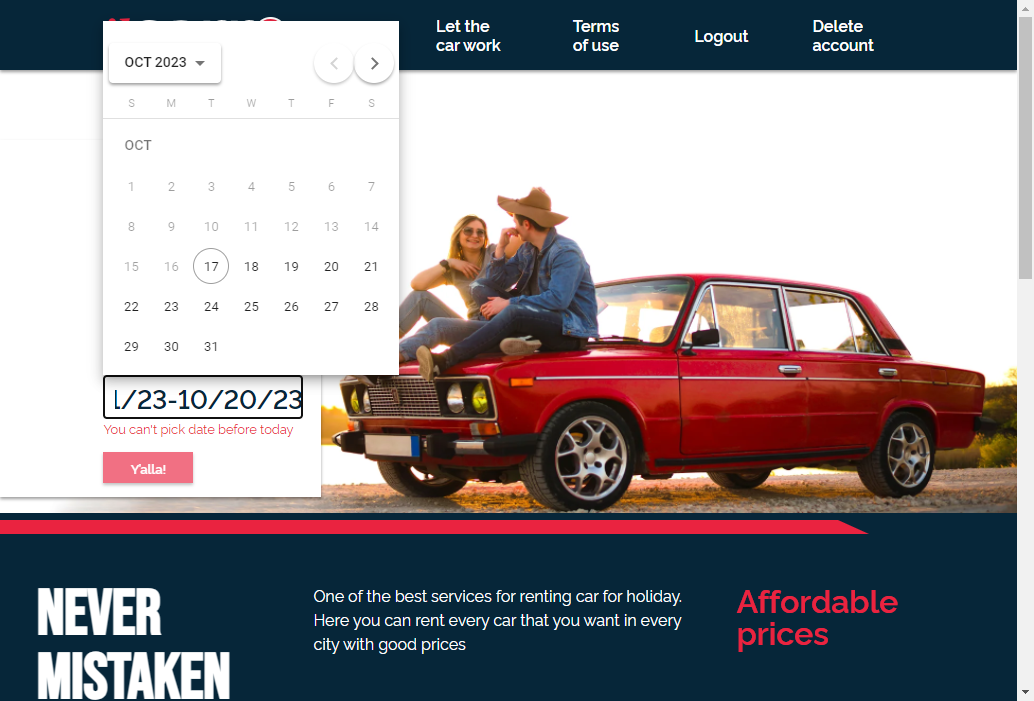 Let the
car work
Terms
of use
Logout
Delete
account
OCT 2023
S M T W T F S
OCT
1 2 3 4 5 6 7
8 9 10 11 12 13 14
15 16 17 18 19 20 21
22 23 24 25 26 27 28
29 30 31
/23-10/20/23
You can't pick date before today
Y'alla!
NEVER
MISTAKEN
One of the best services for renting car for holiday.
Here you can rent every car that you want in every
city with good prices
Affordable
prices